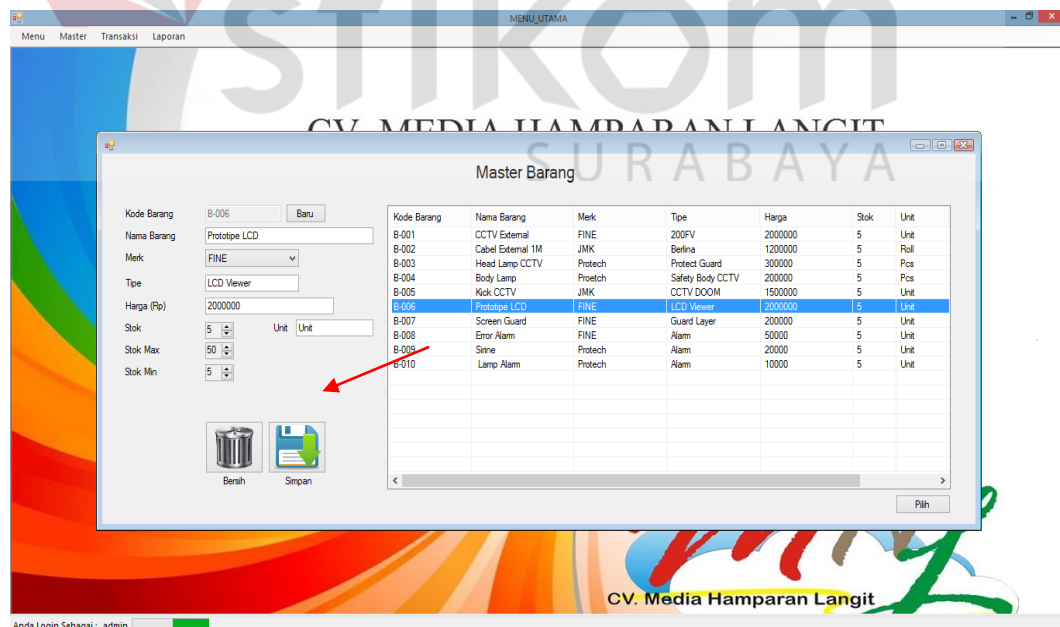 MENU_UTAMA
Menu Master Transaksi Laporan
STIKOM
SURABAYA
CV. MEDIA HAMPARAN LANGIT
Master Barang
Kode Barang B-006 Baru
Nama Barang Prototipe LCD
Merk FINE
Tipe LCD Viewer
Harga (Rp) 2000000
Stok 5 Unit Unit
Stok Max 50
Stok Min 5
Bersih Simpan
Kode Barang Nama Barang Merk Tipe Harga Stok Unit
B-001 CCTV External FINE 200FV 2000000 5 Unit
B-002 Cabel External 1M JMK Berlina 1200000 5 Roll
B-003 Head Lamp CCTV Protech Protect Guard 300000 5 Pcs
B-004 Body Lamp Proetch Safety Body CCTV 200000 5 Pcs
B-005 Kick CCTV JMK CCTV DOOM 1500000 5 Unit
B-006 Prototipe LCD FINE LCD Viewer 2000000 5 Unit
B-007 Screen Guard FINE Guard Layer 200000 5 Unit
B-008 Error Alarm FINE Alarm 50000 5 Unit
B-009 Sirine Protech Alarm 20000 5 Unit
B-010 Lamp Alarm Protech Alarm 10000 5 Unit
Pilih
CV. Media Hamparan Langit
Anda Login Sebagai : admin